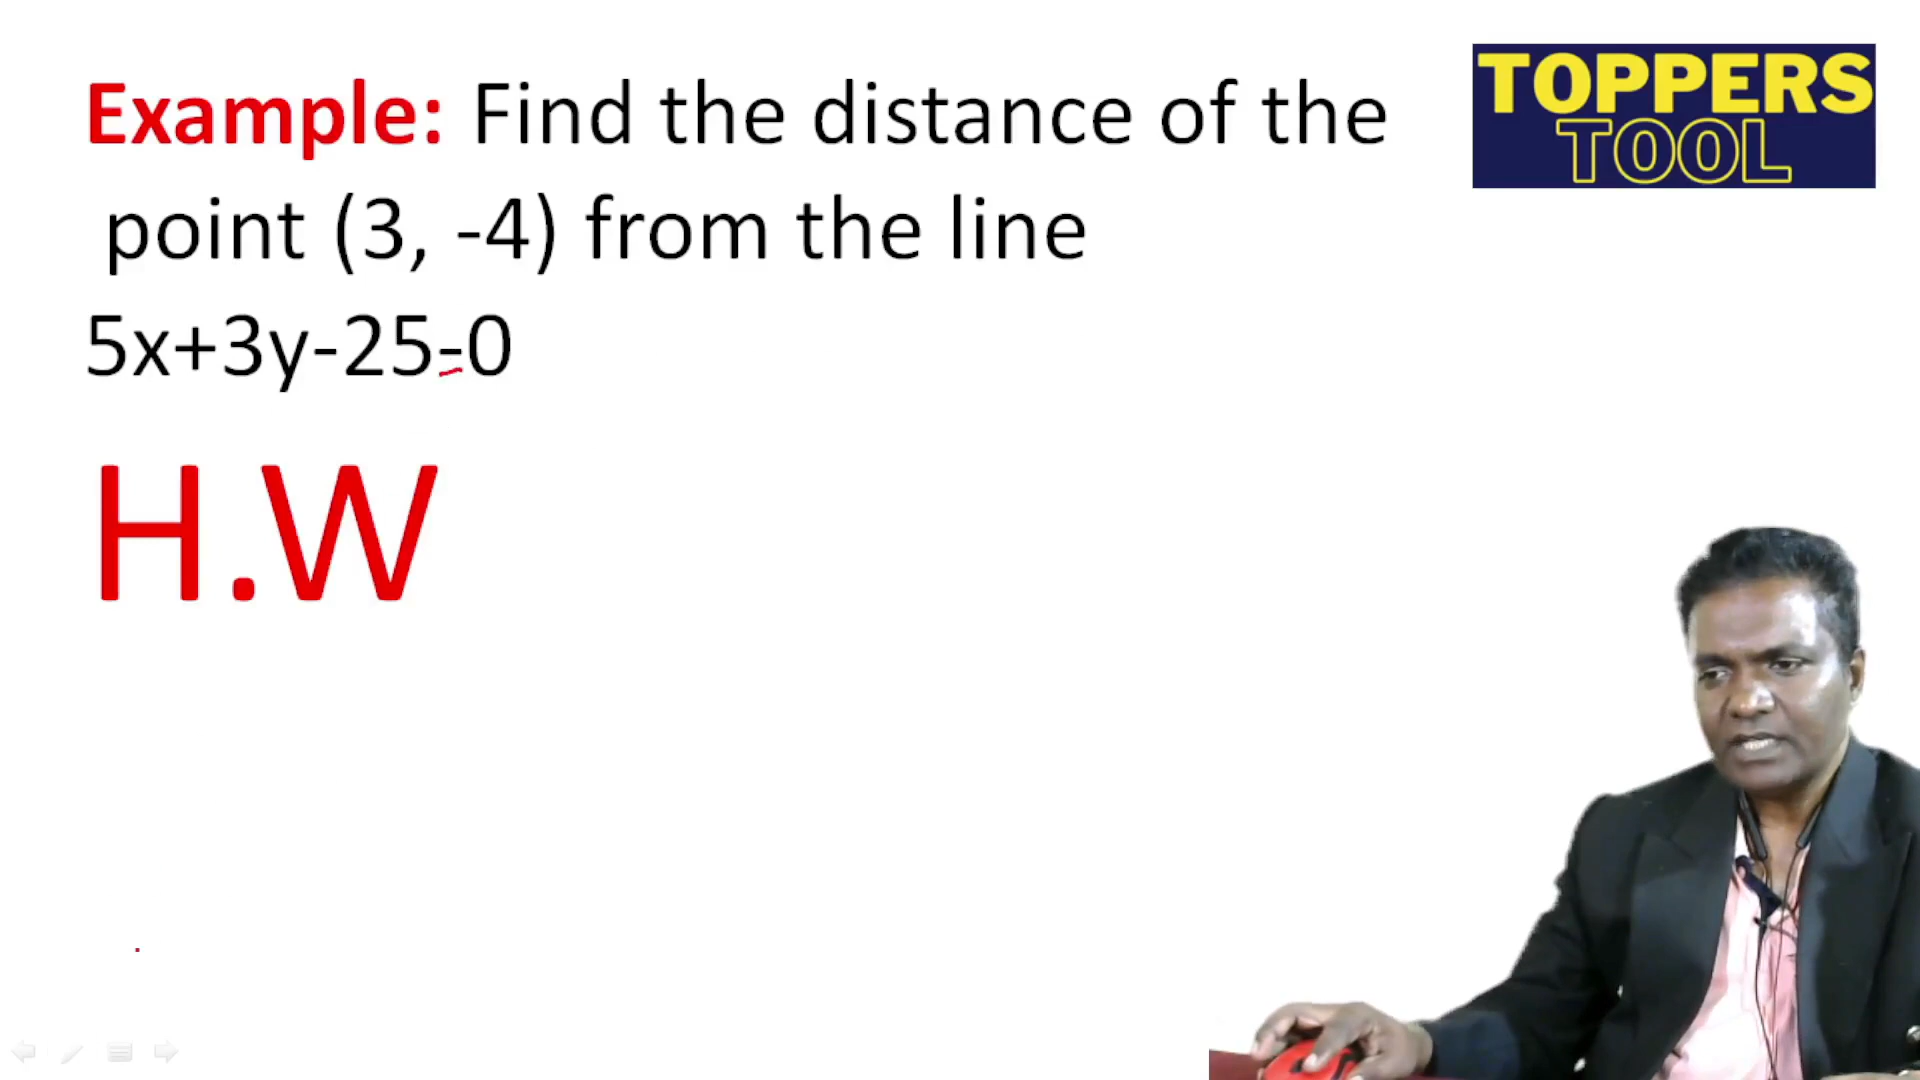 Example: Find the distance of the
point (3, -4) from the line
5x+3y-25-0
H.W
TOPPERS
TOOL